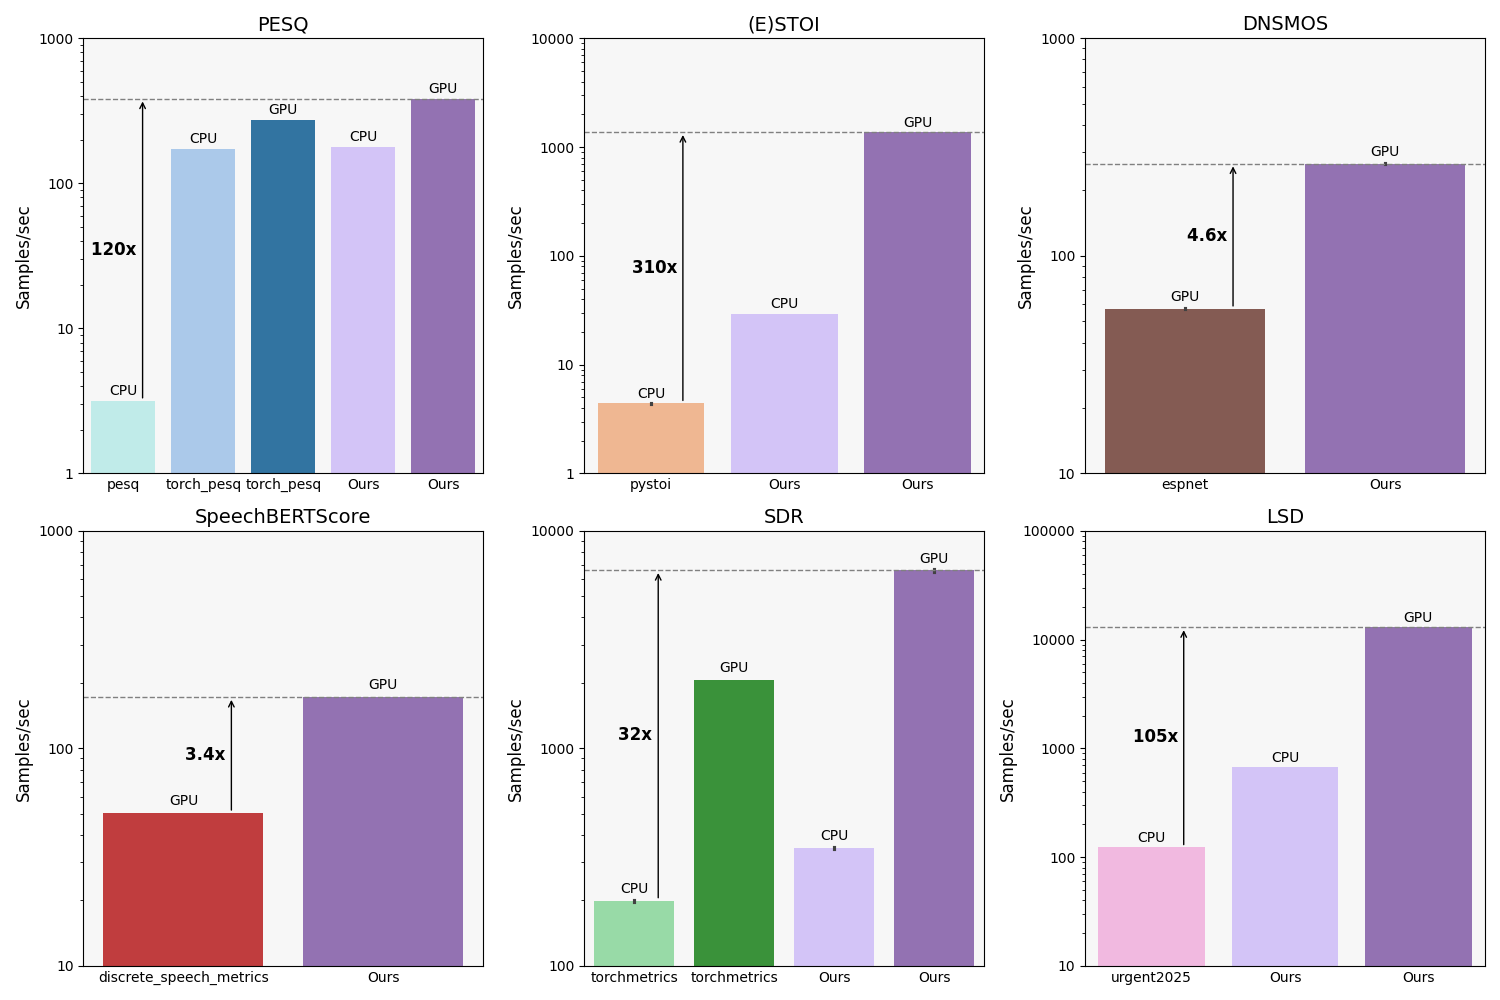 PESQ
1000
100
10
1
Samples/sec
120x
CPU
CPU
GPU
CPU
GPU
pesq
torch_pesq
torch_pesq
Ours
Ours
(E)STOI
10000
1000
100
10
1
Samples/sec
310x
CPU
CPU
GPU
pystoi
Ours
Ours
DNSMOS
1000
100
10
Samples/sec
4.6x
GPU
GPU
espnet
Ours
SpeechBERTScore
1000
100
10
Samples/sec
3.4x
GPU
GPU
discrete_speech_metrics
Ours
SDR
10000
1000
100
Samples/sec
32x
CPU
GPU
CPU
GPU
torchmetrics
torchmetrics
Ours
Ours
LSD
100000
10000
1000
100
10
Samples/sec
105x
CPU
CPU
GPU
urgent2025
Ours
Ours